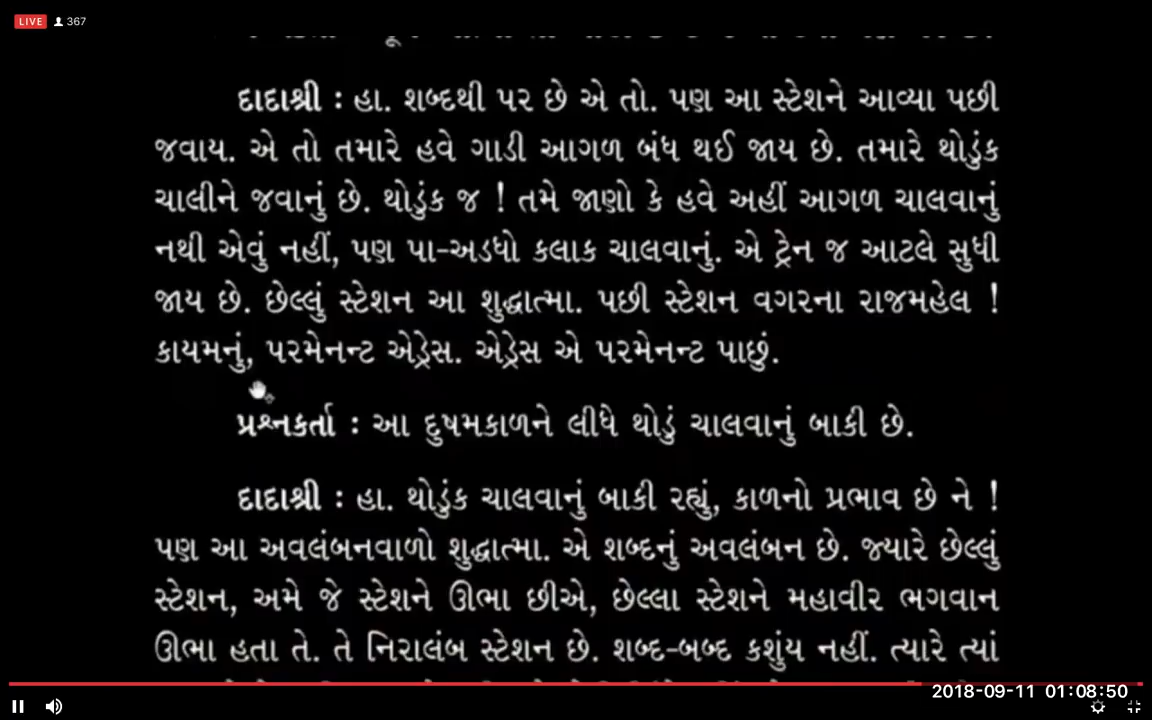 LIVE 367
દાદાશ્રી : હા. શબ્દથી પર છે એ તો. પણ આ સ્ટેશને આવ્યા પછી
જવાય. એ તો તમારે હવે ગાડી આગળ બંધ થઈ જાય છે. તમારે થોડુંક
ચાલીને જવાનું છે. થોડુંક જ ! તમે જાણો કે હવે અહીં આગળ ચાલવાનું
નથી એવું નહીં, પણ પા-અડધો કલાક ચાલવાનું. એ ટ્રેન જ આટલે સુધી
જાય છે. છેલ્લું સ્ટેશન આ શુદ્ધાત્મા. પછી સ્ટેશન વગરના રાજમહેલ !
કાયમનું, પરમેનન્ટ એડ્રેસ. એડ્રેસ એ પરમેનન્ટ પાછું.
પ્રશ્નકર્તા : આ દુષમકાળને લીધે થોડું ચાલવાનું બાકી છે.
દાદાશ્રી : હા. થોડુંક ચાલવાનું બાકી રહ્યું, કાળનો પ્રભાવ છે ને !
પણ આ અવલંબનવાળો શુદ્ધાત્મા. એ શબ્દનું અવલંબન છે. જ્યારે છેલ્લું
સ્ટેશન, અમે જે સ્ટેશને ઊભા છીએ, છેલ્લા સ્ટેશને મહાવીર ભગવાન
ઊભા હતા તે. તે નિરાલંબ સ્ટેશન છે. શબ્દ-બબ્દ કશુંય નહીં. ત્યારે ત્યાં
2018-09-11 01:08:50